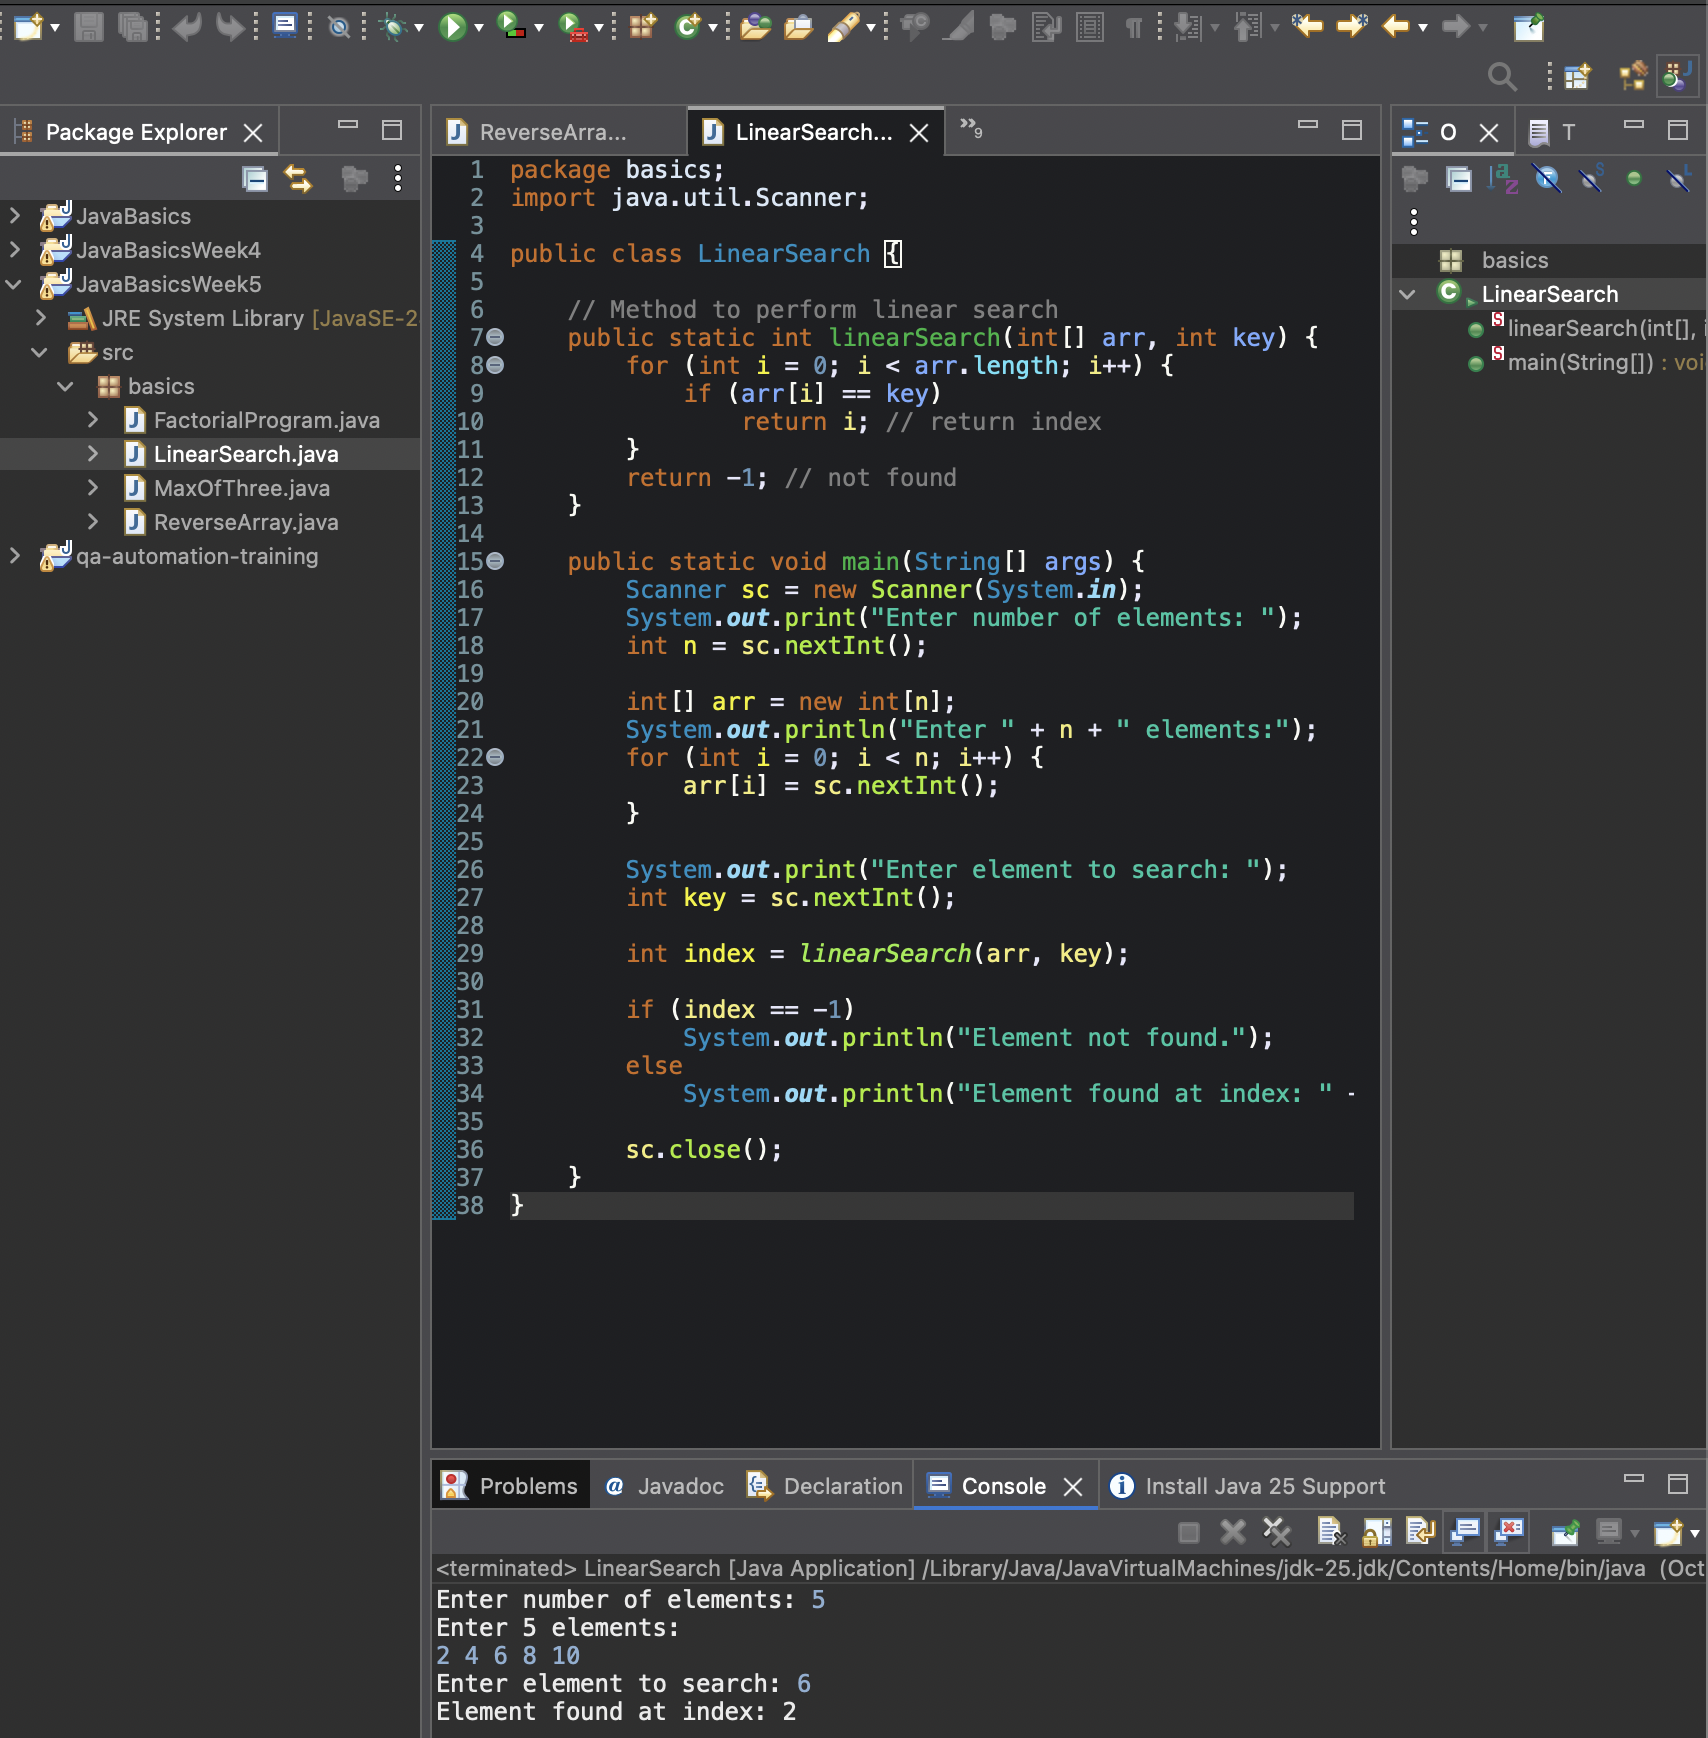 Package Explorer
JavaBasics
JavaBasicsWeek4
JavaBasicsWeek5
JRE System Library [JavaSE-2
src
basics
FactorialProgram.java
LinearSearch.java
MaxOfThree.java
ReverseArray.java
qa-automation-training
ReverseArra...
LinearSearch...
»9
1 package basics;
2 import java.util.Scanner;
3
4 public class LinearSearch {
5
6 // Method to perform linear search
7 public static int linearSearch(int[] arr, int key) {
8 for (int i = 0; i < arr.length; i++) {
9 if (arr[i] == key)
10 return i; // return index
11 }
12 return -1; // not found
13 }
14
15 public static void main(String[] args) {
16 Scanner sc = new Scanner(System.in);
17 System.out.print("Enter number of elements: ");
18 int n = sc.nextInt();
19
20 int[] arr = new int[n];
21 System.out.println("Enter " + n + " elements:");
22 for (int i = 0; i < n; i++) {
23 arr[i] = sc.nextInt();
24 }
25
26 System.out.print("Enter element to search: ");
27 int key = sc.nextInt();
28
29 int index = linearSearch(arr, key);
30
31 if (index == -1)
32 System.out.println("Element not found.");
33 else
34 System.out.println("Element found at index: "
35
36 sc.close();
37 }
38 }
O
T
basics
LinearSearch
linearSearch(int[],
main(String[]) : voi
Problems
Javadoc
Declaration
Console
Install Java 25 Support
<terminated> LinearSearch [Java Application] /Library/Java/JavaVirtualMachines/jdk-25.jdk/Contents/Home/bin/java (Oct
Enter number of elements: 5
Enter 5 elements:
2 4 6 8 10
Enter element to search: 6
Element found at index: 2